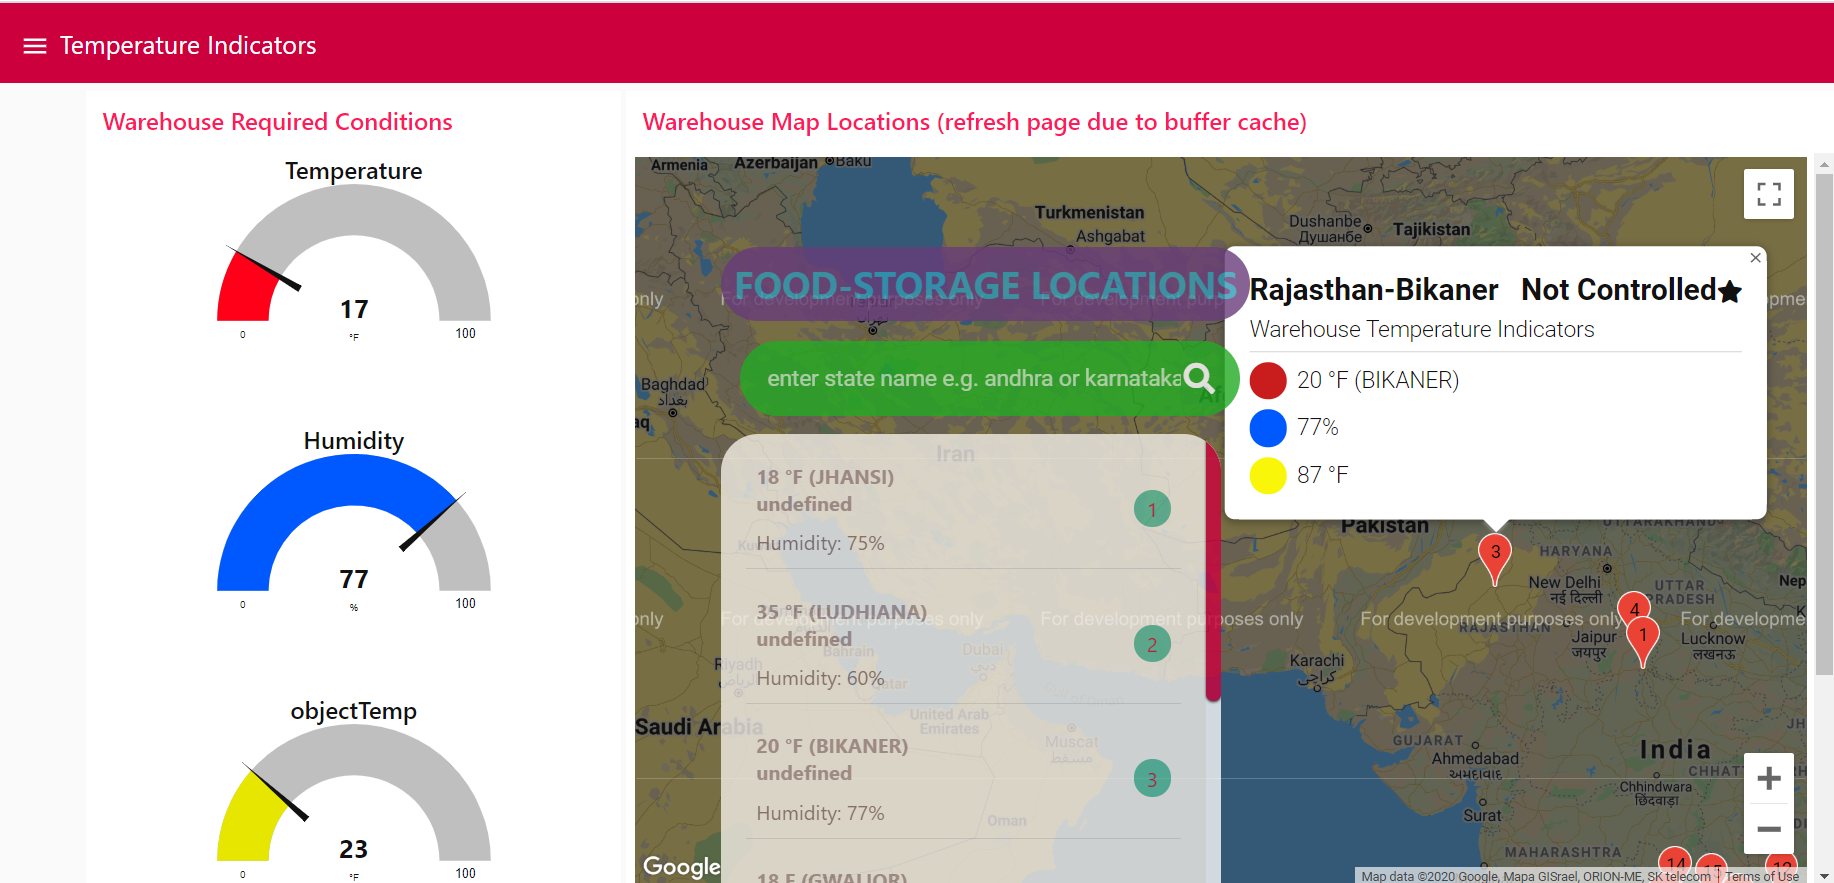 Temperature Indicators
Warehouse Required Conditions
Temperature
17
°F
0
100
Humidity
77
%
0
100
objectTemp
23
°F
0
100
Warehouse Map Locations (refresh page due to buffer cache)
Armenia
Azerbaijan
Baku
Turkmenistan
Ashgabat
Dushanbe
Душанбе
Tajikistan
FOOD-STORAGE LOCATIONS
For development purposes only
enter state name e.g. andhra or karnataka
Baghdad
بغداد
Iran
18 °F (JHANSI)
undefined
1
Humidity: 75%
35 °F (LUDHIANA)
undefined
2
Humidity: 60%
20 °F (BIKANER)
undefined
3
Humidity: 77%
18 F (GWALIOR)
Rajasthan-Bikaner Not Controlled
Warehouse Temperature Indicators
20 °F (BIKANER)
77%
87 °F
Pakistan
UTTARAKHAND
3
HARYANA
New Delhi
नई दिल्ली
UTTAR
PRADESH
Nep
4
1
For development purposes only
For development purposes only
For developme
RAJASTHAN
Jaipur
जयपुर
Lucknow
लखनऊ
Karachi
كراچى
Riyadh
الرياض
Bahrain
Qatar
Dubai
دبي
Saudi Arabia
United Arab
Emirates
Muscat
مسقط
Oman
GUJARAT
Ahmedabad
અમદાવાદ
India
CHHAT
Chhindwara
छिंदवाड़ा
Surat
MAHARASHTRA
14
15
12
Google
Map data ©2020 Google, Mapa GISrael, ORION-ME, SK telecom
Terms of Use